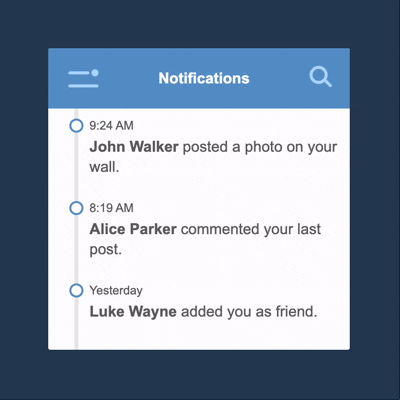 Notifications
9:24 AM
John Walker posted a photo on your
wall.
8:19 AM
Alice Parker commented your last
post.
Yesterday
Luke Wayne added you as friend.